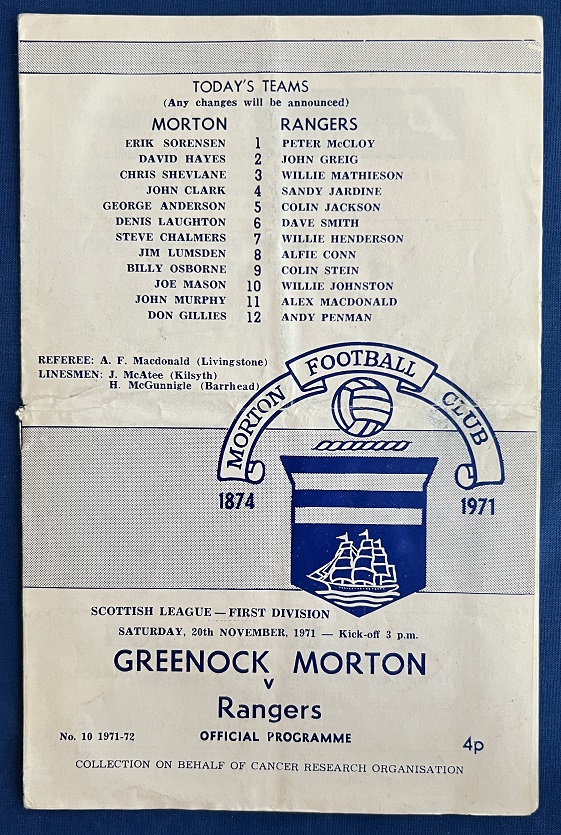 TODAY'S TEAMS
(Any changes will be announced)
MORTON RANGERS
ERIK SORENSEN 1 PETER McCLOY
DAVID HAYES 2 JOHN GREIG
CHRIS SHEVLANE 3 WILLIE MATHIESON
JOHN CLARK 4 SANDY JARDINE
GEORGE ANDERSON 5 COLIN JACKSON
DENIS LAUGHTON 6 DAVE SMITH
STEVE CHALMERS 7 WILLIE HENDERSON
JIM LUMSDEN 8 ALFIE CONN
BILLY OSBORNE 9 COLIN STEIN
JOE MASON 10 WILLIE JOHNSTON
JOHN MURPHY 11 ALEX MACDONALD
DON GILLIES 12 ANDY PENMAN
REFEREE: A. F. Macdonald (Livingstone)
LINESMEN: J. McAtee (Kilsyth)
H. McGunnigle (Barrhead)
MORTON FOOTBALL CLUB
1874 1971
SCOTTISH LEAGUE — FIRST DIVISION
SATURDAY, 20th NOVEMBER, 1971 — Kick-off 3 p.m.
GREENOCK MORTON
v
Rangers
No. 10 1971-72 OFFICIAL PROGRAMME 4p
COLLECTION ON BEHALF OF CANCER RESEARCH ORGANISATION